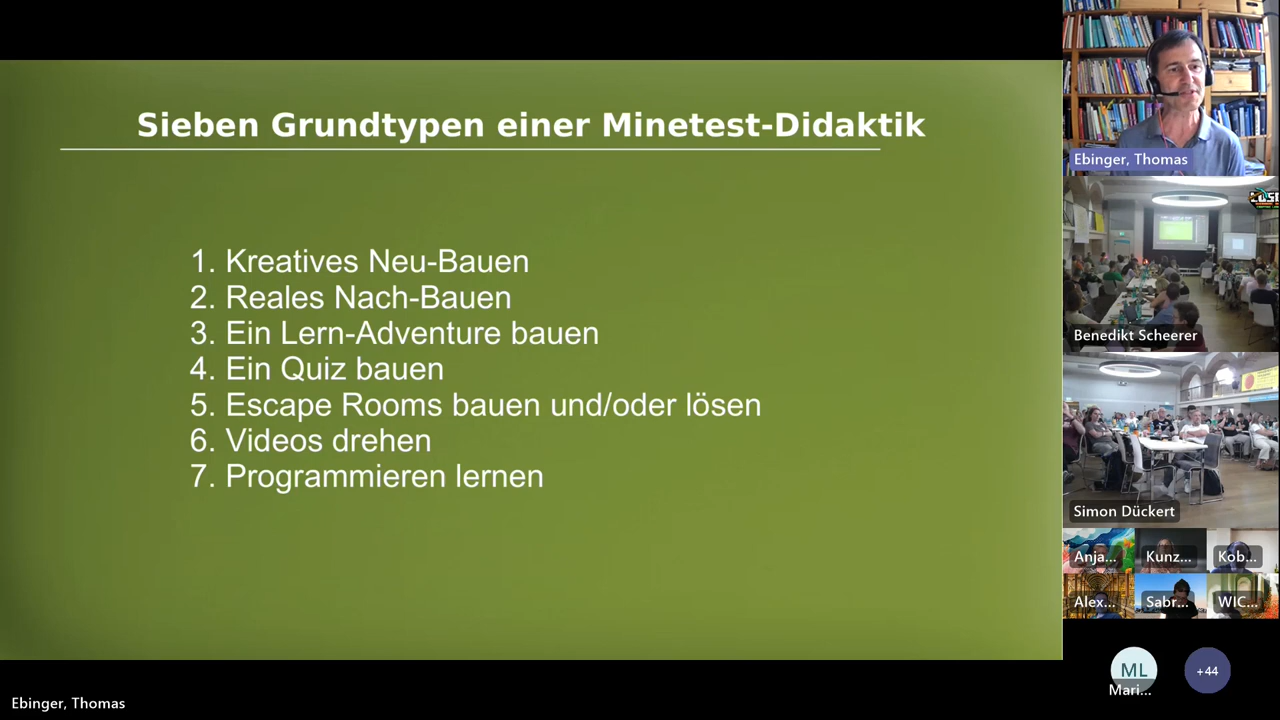 Sieben Grundtypen einer Minetest-Didaktik
1. Kreatives Neu-Bauen
2. Reales Nach-Bauen
3. Ein Lern-Adventure bauen
4. Ein Quiz bauen
5. Escape Rooms bauen und/oder lösen
6. Videos drehen
7. Programmieren lernen
Ebinger, Thomas
Ebinger, Thomas
Benedikt Scheerer
Simon Dückert
Anja...
Kunz...
Kob...
Alex...
Sabr...
WIC...
ML
Mari...
+44